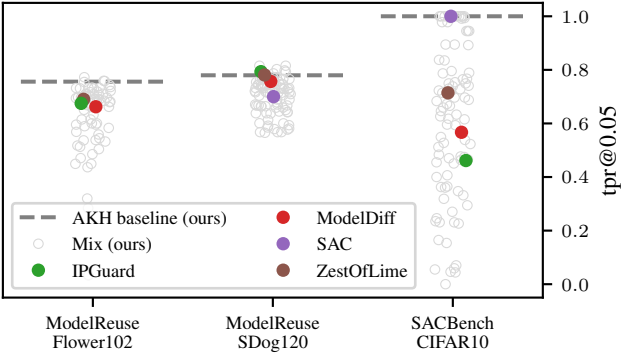 1.0
0.8
0.6
0.4
0.2
0.0
tpr@0.05
AKH baseline (ours)
Mix (ours)
IPGuard
ModelDiff
SAC
ZestOfLime
ModelReuse
Flower102
ModelReuse
SDog120
SACBench
CIFAR10